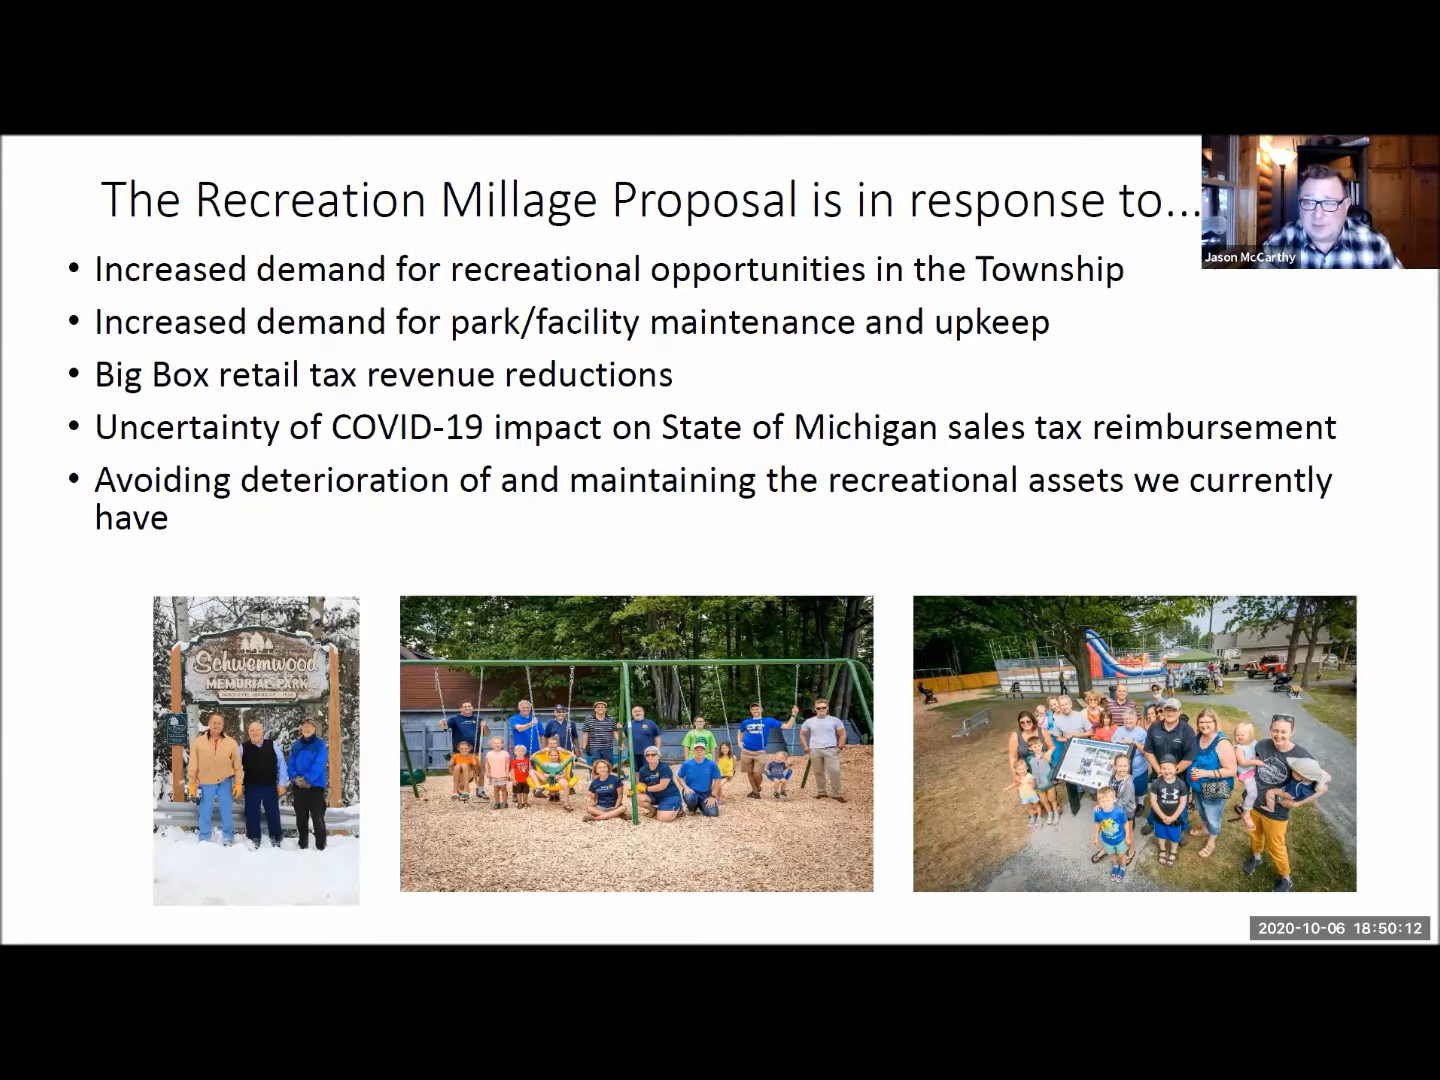 The Recreation Millage Proposal is in response to...
Jason McCarthy
• Increased demand for recreational opportunities in the Township
• Increased demand for park/facility maintenance and upkeep
• Big Box retail tax revenue reductions
• Uncertainty of COVID-19 impact on State of Michigan sales tax reimbursement
• Avoiding deterioration of and maintaining the recreational assets we currently
have
Schwemwood
MEMORIAL PARK
2020-10-06 18:50:12